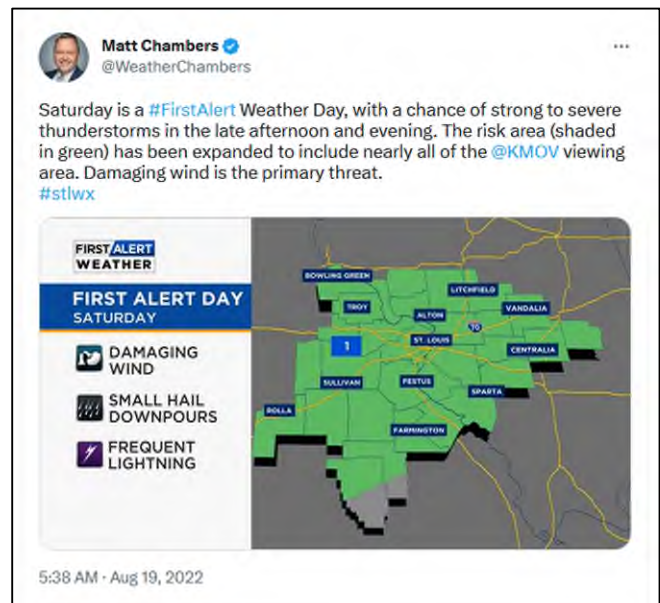 Matt Chambers
@WeatherChambers
Saturday is a #FirstAlert Weather Day, with a chance of strong to severe
thunderstorms in the late afternoon and evening. The risk area (shaded
in green) has been expanded to include nearly all of the @KMOV viewing
area. Damaging wind is the primary threat.
#stlwx
FIRST ALERT
WEATHER
FIRST ALERT DAY
SATURDAY
DAMAGING
WIND
SMALL HAIL
DOWNPOURS
FREQUENT
LIGHTNING
BOWLING GREEN
LITCHFIELD
TROY
ALTON
VANDALIA
70
1
ST. LOUIS
CENTRALIA
SULLIVAN
FESTUS
SPARTA
ROLLA
FARMINGTON
5:38 AM · Aug 19, 2022